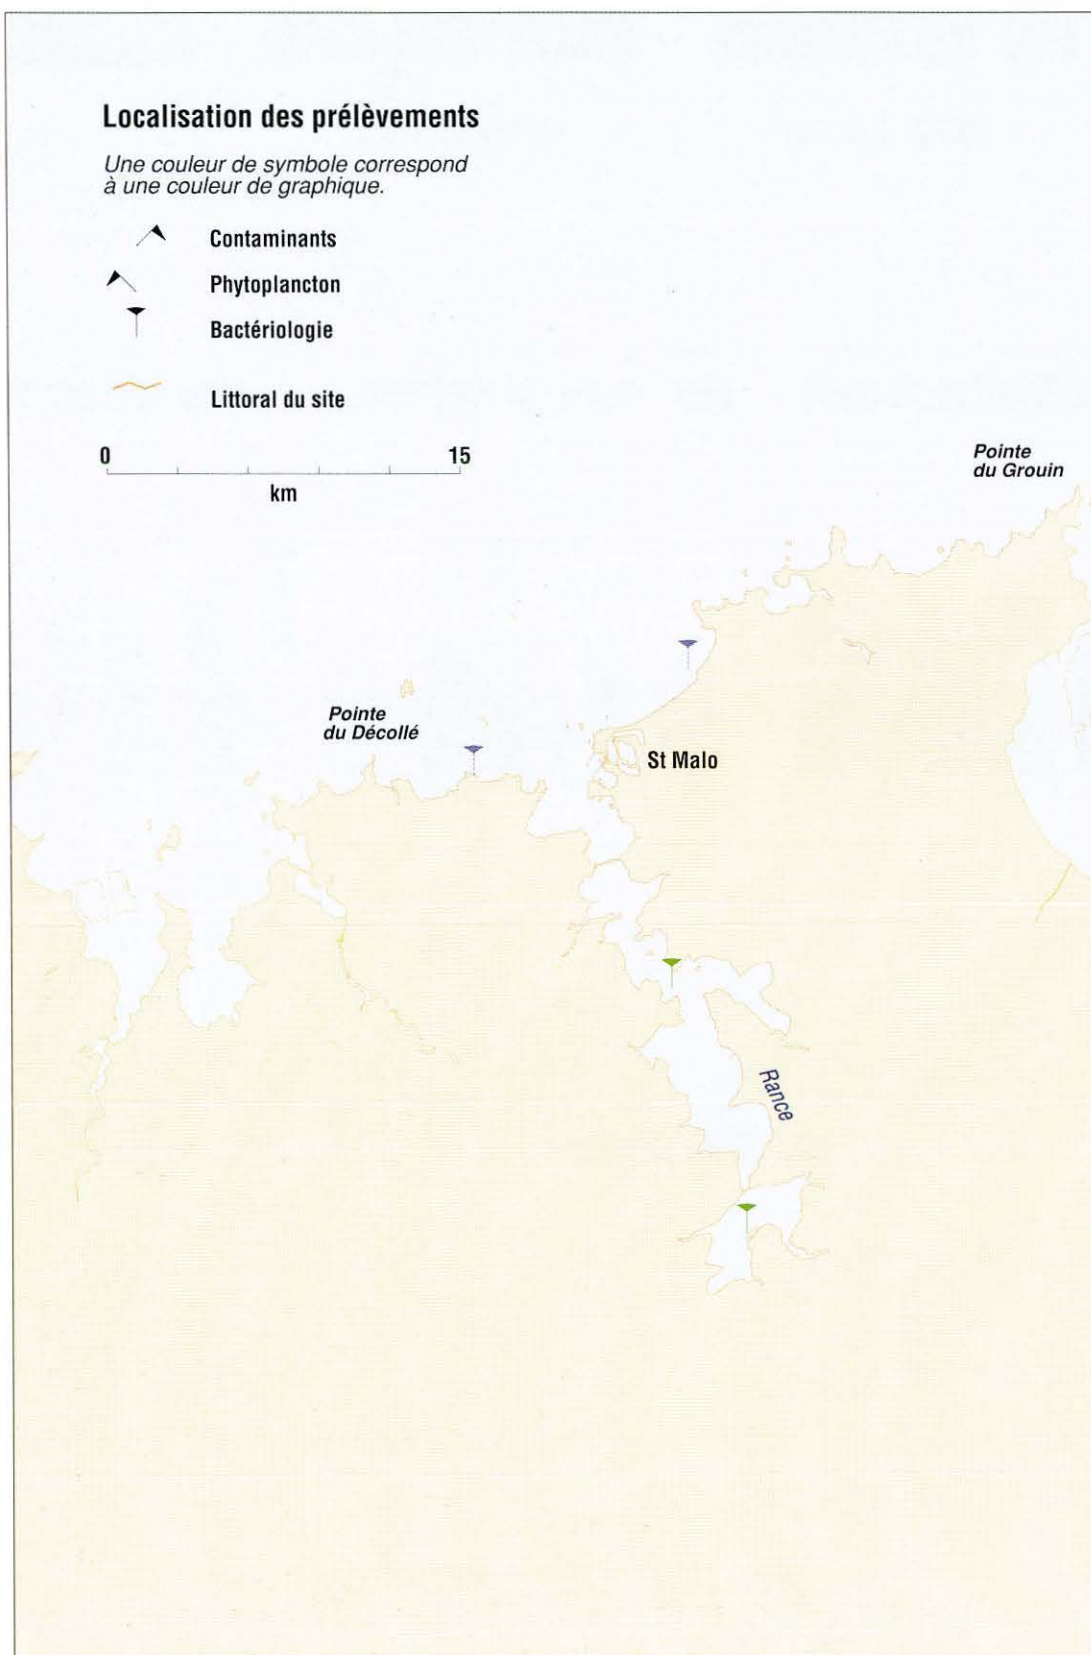 Localisation des prélèvements
Une couleur de symbole correspond
à une couleur de graphique.
Contaminants
Phytoplancton
Bactériologie
Littoral du site
0 15
km
Pointe
du Grouin
Pointe
du Décollé
St Malo
Rance